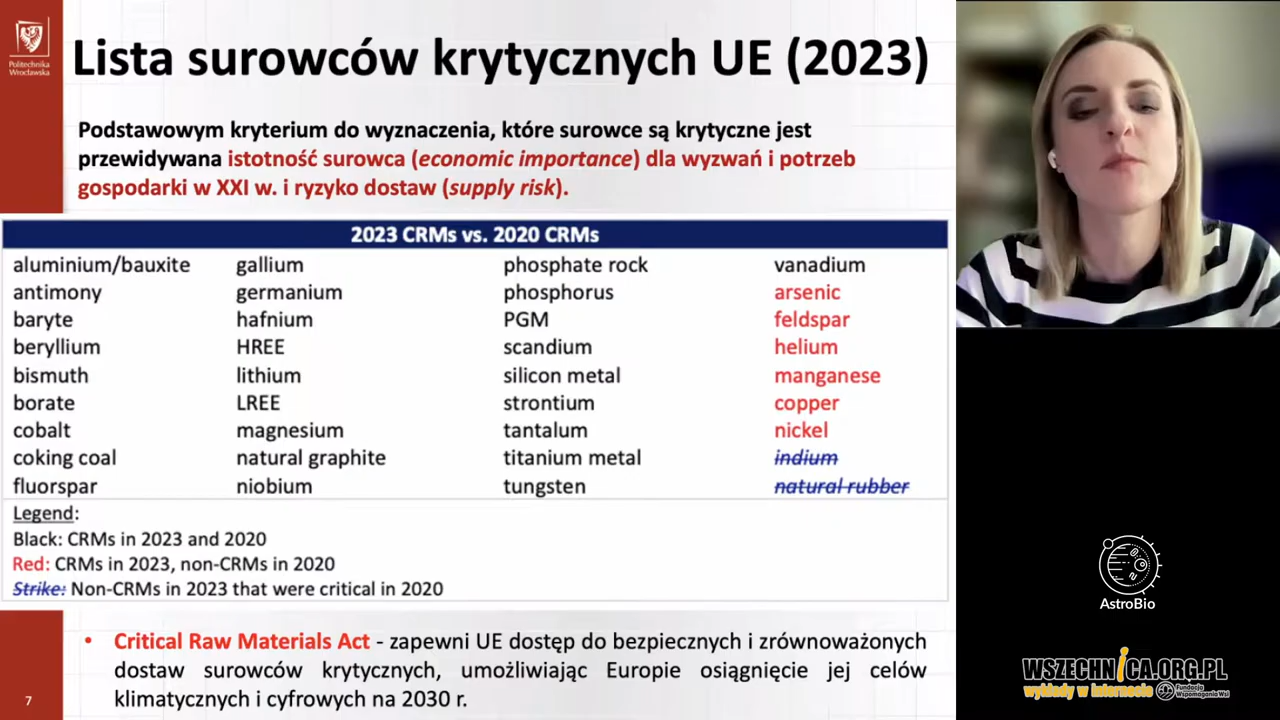 Politechnika
Wrocławska
Lista surowców krytycznych UE (2023)
Podstawowym kryterium do wyznaczenia, które surowce są krytyczne jest
przewidywana istotność surowca (economic importance) dla wyzwań i potrzeb
gospodarki w XXI w. i ryzyko dostaw (supply risk).
2023 CRMs vs. 2020 CRMs
aluminium/bauxite gallium phosphate rock vanadium
antimony germanium phosphorus arsenic
baryte hafnium PGM feldspar
beryllium HREE scandium helium
bismuth lithium silicon metal manganese
borate LREE strontium copper
cobalt magnesium tantalum nickel
coking coal natural graphite titanium metal indium
fluorspar niobium tungsten natural rubber
Legend:
Black: CRMs in 2023 and 2020
Red: CRMs in 2023, non-CRMs in 2020
Strike: Non-CRMs in 2023 that were critical in 2020
• Critical Raw Materials Act - zapewni UE dostęp do bezpiecznych i zrównoważonych
dostaw surowców krytycznych, umożliwiając Europie osiągnięcie jej celów
klimatycznych i cyfrowych na 2030 r.
7
AstroBio
WSZECHNICA.ORG.PL
wykłady w internecie
Fundacja
Wspomagania Wsi